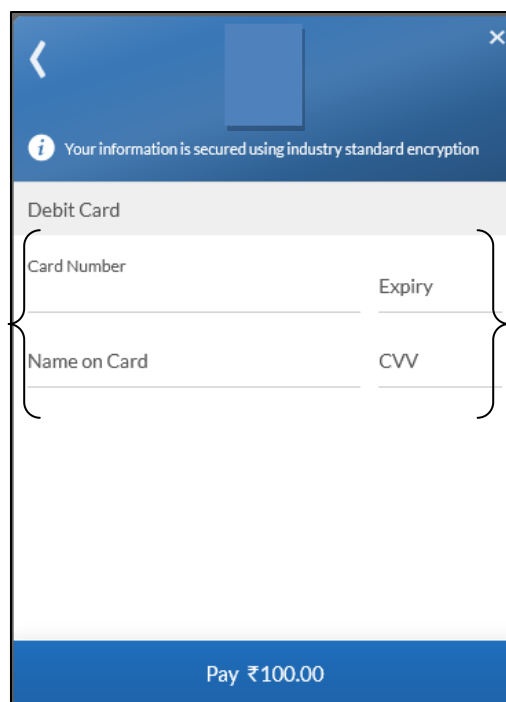 Your information is secured using industry standard encryption
Debit Card
Card Number
Expiry
Name on Card
CVV
Pay ₹100.00